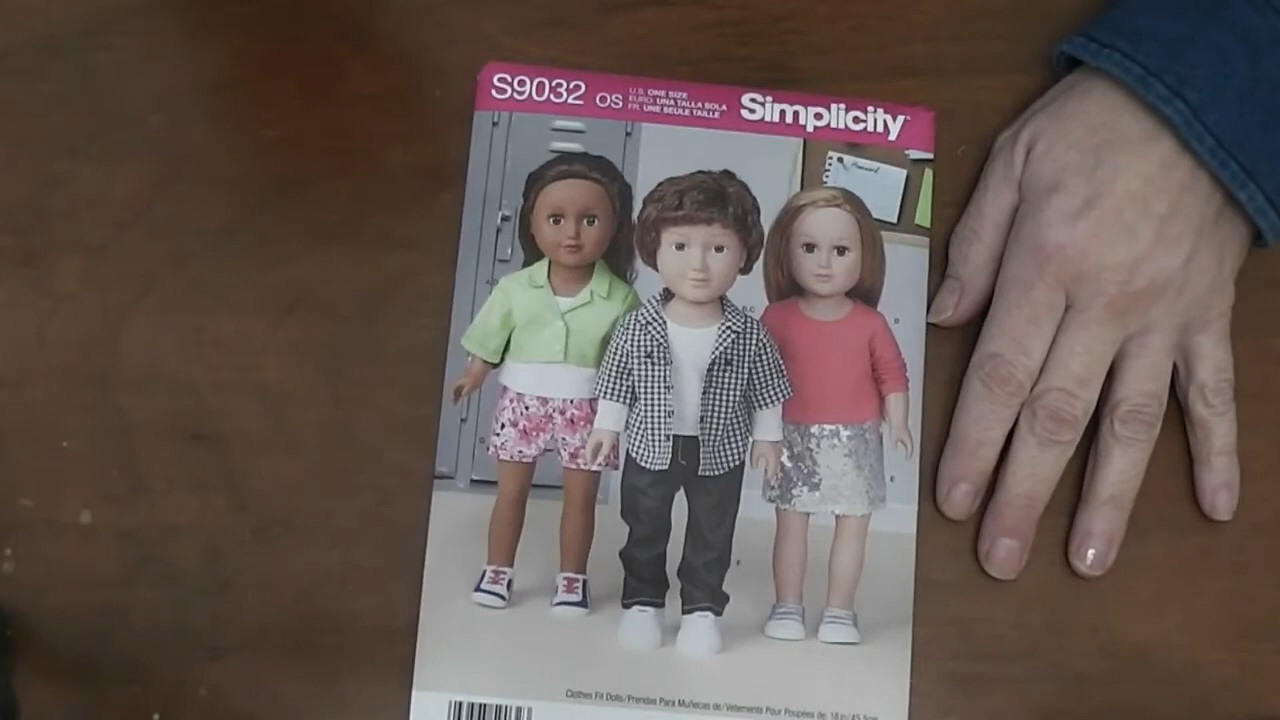 S9032 OS
U.S. ONE SIZE
EURO. UNA TALLA SOLA
FR. UNE SEULE TAILLE
Simplicity
B,C
D
E
F
Clothes Fit Dolls/Prendas Para Muñecas de/Vetements Pour Poupées de: 18 in/45.5cm